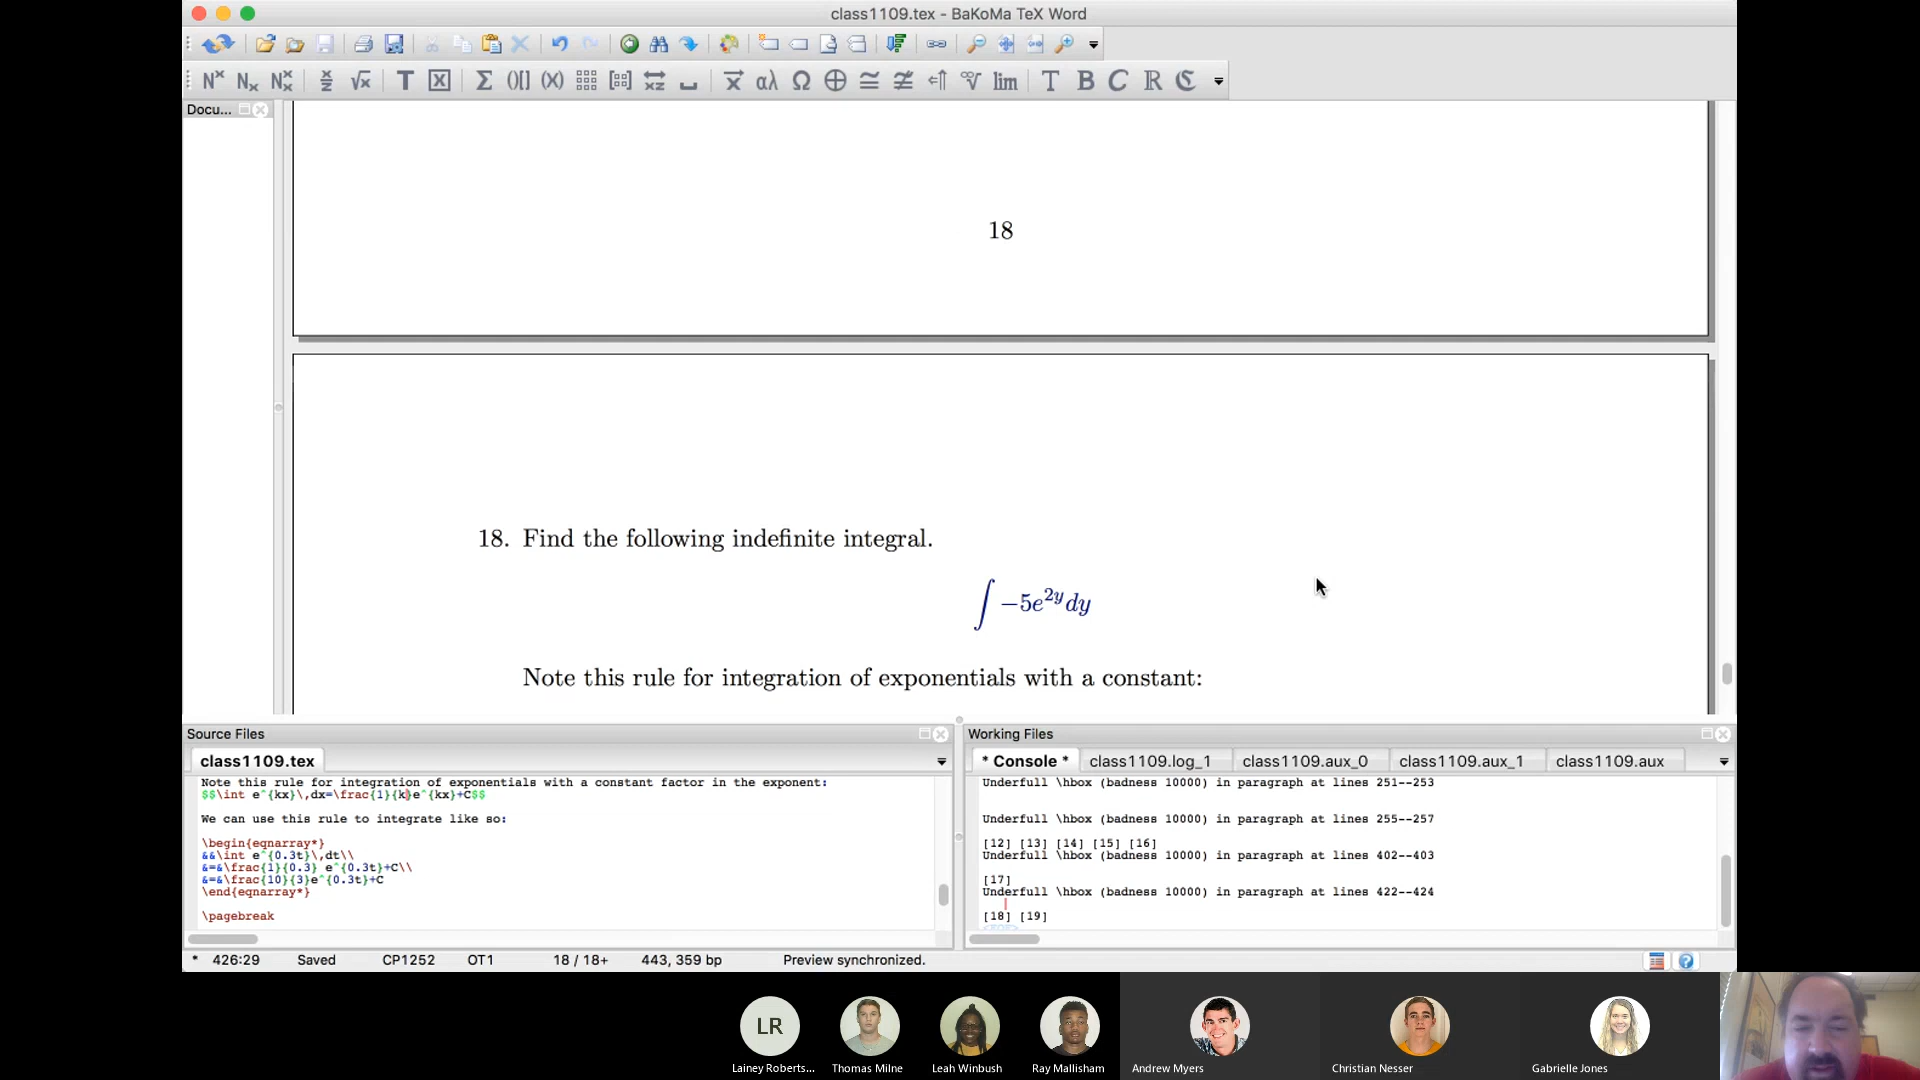 class1109.tex - BaKoMa TeX Word
Docu...
18
18. Find the following indefinite integral.
∫ −5e^{2y}dy
Note this rule for integration of exponentials with a constant:
Source Files
class1109.tex
Note this rule for integration of exponentials with a constant factor in the exponent:
$$\int e^{kx}\,dx=\frac{1}{k}e^{kx}+C$$
We can use this rule to integrate like so:
\begin{eqnarray*}
&&\int e^{0.3t}\,dt\\
&=&\frac{1}{0.3} e^{0.3t}+C\\
&=&\frac{10}{3}e^{0.3t}+C
\end{eqnarray*}
\pagebreak
Working Files
* Console * class1109.log_1 class1109.aux_0 class1109.aux_1 class1109.aux
Underfull \hbox (badness 10000) in paragraph at lines 251--253
Underfull \hbox (badness 10000) in paragraph at lines 255--257
[12] [13] [14] [15] [16]
Underfull \hbox (badness 10000) in paragraph at lines 402--403
[17]
Underfull \hbox (badness 10000) in paragraph at lines 422--424
[18] [19]
* 426:29 Saved CP1252 OT1 18 / 18+ 443, 359 bp Preview synchronized.
LR
Lainey Roberts... Thomas Milne Leah Winbush Ray Mallisham Andrew Myers Christian Nesser Gabrielle Jones